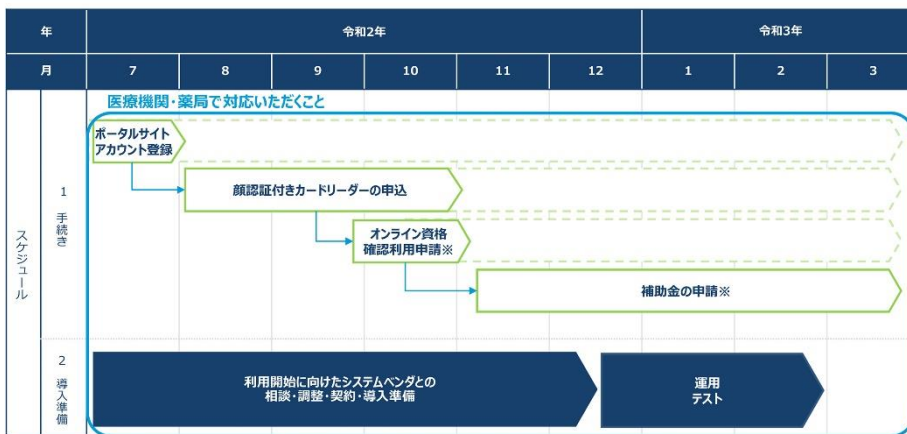 年
令和2年
令和3年
月
7
8
9
10
11
12
1
2
3
医療機関・薬局で対応いただくこと
スケジュール
1
手続き
ポータルサイト
アカウント登録
顔認証付きカードリーダーの申込
オンライン資格
確認利用申請※
補助金の申請※
2
導入準備
利用開始に向けたシステムベンダとの
相談・調整・契約・導入準備
運用
テスト